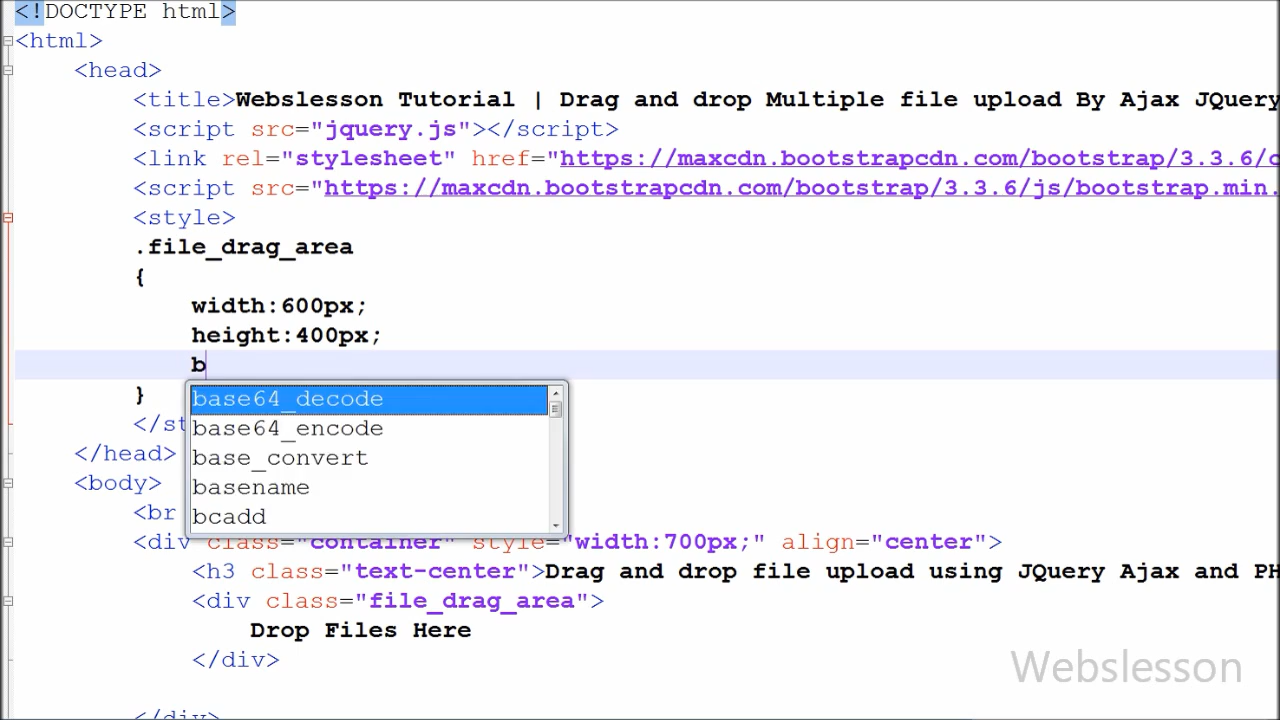 <!DOCTYPE html>
<html>
<head>
<title>Webslesson Tutorial | Drag and drop Multiple file upload By Ajax JQuery
<script src="jquery.js"></script>
<link rel="stylesheet" href="https://maxcdn.bootstrapcdn.com/bootstrap/3.3.6/c
<script src="https://maxcdn.bootstrapcdn.com/bootstrap/3.3.6/js/bootstrap.min.
<style>
.file_drag_area
{
width:600px;
height:400px;
b
}
base64_decode
</st
base64_encode
</head>
base_convert
<body>
basename
<br
bcadd
<div class="container" style="width:700px;" align="center">
<h3 class="text-center">Drag and drop file upload using JQuery Ajax and PH
<div class="file_drag_area">
Drop Files Here
</div>
Webslesson
</div>